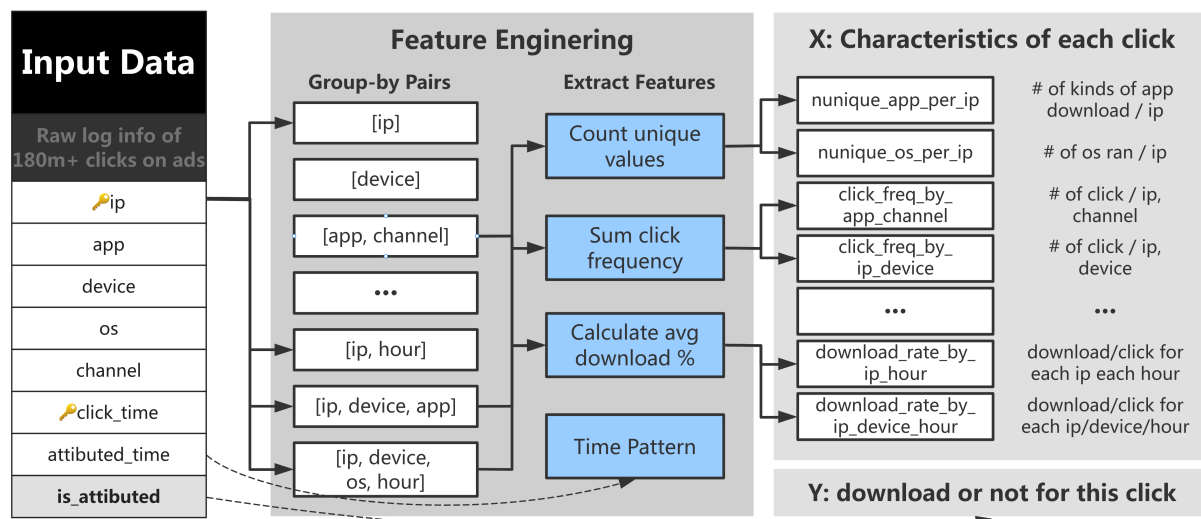 Input Data
Raw log info of
180m+ clicks on ads
🔑ip
app
device
os
channel
🔑click_time
attibuted_time
is_attibuted
Feature Enginering
Group-by Pairs
[ip]
[device]
[app, channel]
...
[ip, hour]
[ip, device, app]
[ip, device,
os, hour]
Extract Features
Count unique
values
Sum click
frequency
Calculate avg
download %
Time Pattern
X: Characteristics of each click
nunique_app_per_ip
# of kinds of app
download / ip
nunique_os_per_ip
# of os ran / ip
click_freq_by_
app_channel
# of click / ip,
channel
click_freq_by_
ip_device
# of click / ip,
device
...
...
download_rate_by_
ip_hour
download/click for
each ip each hour
download_rate_by_
ip_device_hour
download/click for
each ip/device/hour
Y: download or not for this click